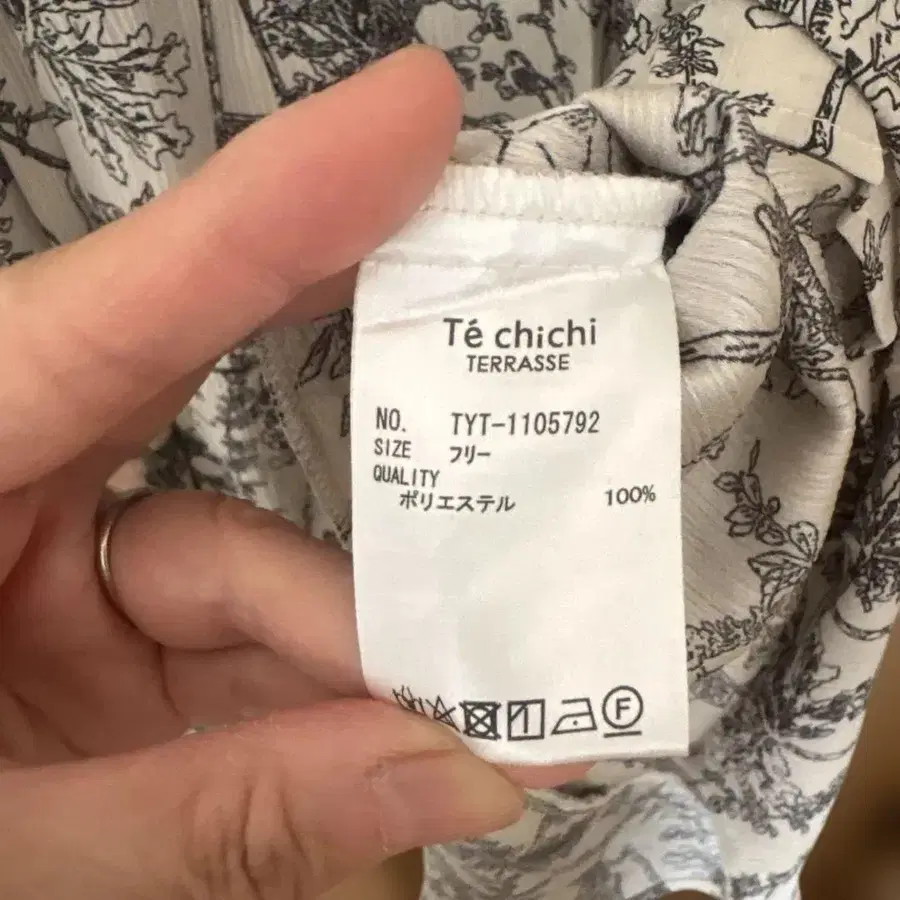 Té chichi
TERRASSE
NO. TYT-1105792
SIZE フリー
QUALITY
ポリエステル 100%
F